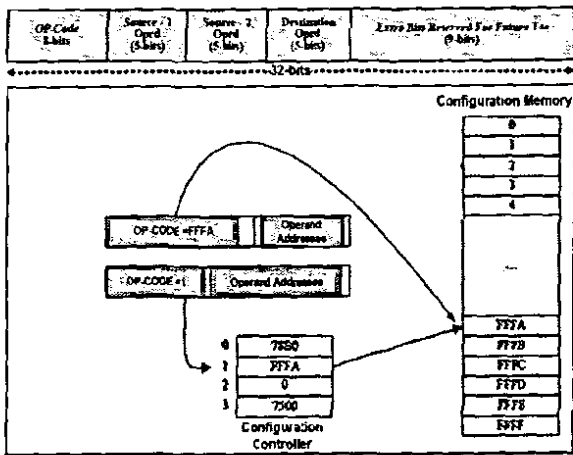 OP-Code
8-bits
Source - 1
Oprd
(5-bits)
Source - 2
Oprd
(5-bits)
Destination
Oprd
(5-bits)
Extra Bits Reserved For Future Use
(9-bits)
32-bits
Configuration Memory
0
1
2
3
4
OP-CODE =FFFA
Operand
Addresses
OP-CODE =1
Operand Addresses
FFFA
FFFB
FFFC
FFFD
FFFE
FFFF
0
1
FFFA
2
0
3
7500
Configuration
Controller